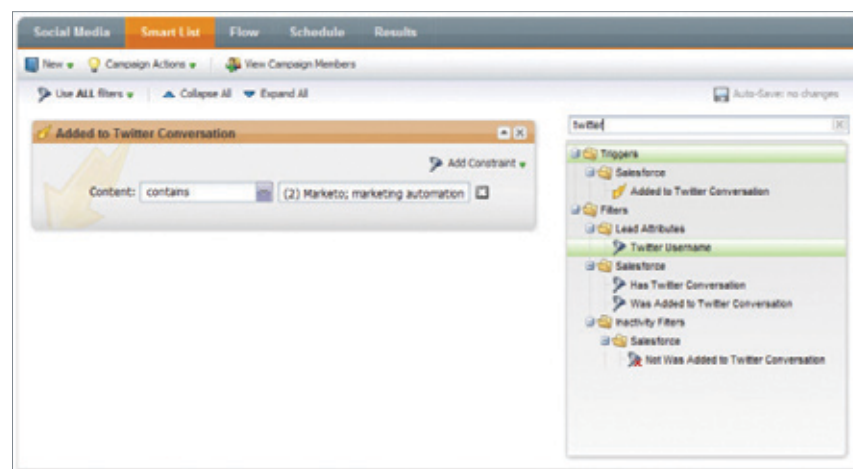 Social Media Smart List Flow Schedule Results
New Campaign Actions View Campaign Members
Use ALL filters Collapse All Expand All Auto-Save: no changes
Added to Twitter Conversation
Add Constraint
Content: contains (2) Marketo; marketing automation
twitter
Triggers
Salesforce
Added to Twitter Conversation
Filters
Lead Attributes
Twitter Username
Salesforce
Has Twitter Conversation
Was Added to Twitter Conversation
Inactivity Filters
Salesforce
Not Was Added to Twitter Conversation